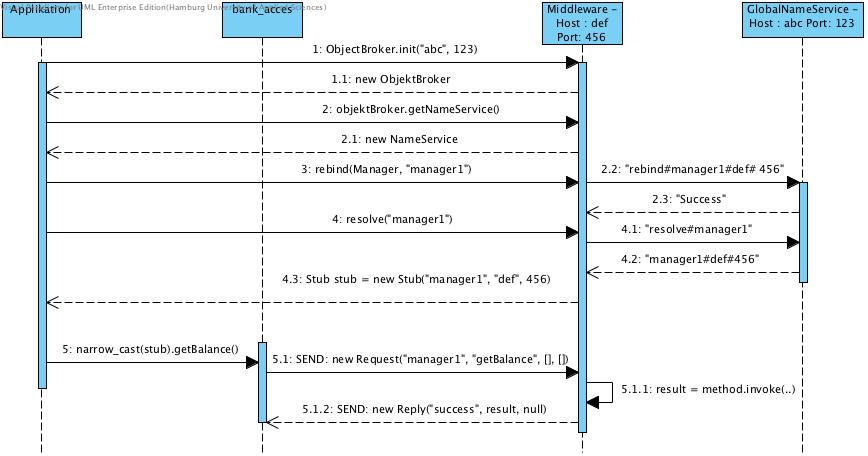 UML Enterprise Edition(Hamburg University of Applied Sciences)
Applikation
bank_acces
Middleware –
Host : def
Port: 456
GlobalNameService –
Host : abc Port: 123
1: ObjectBroker.init("abc", 123)
1.1: new ObjektBroker
2: objektBroker.getNameService()
2.1: new NameService
3: rebind(Manager, "manager1")
2.2: "rebind#manager1#def# 456"
2.3: "Success"
4: resolve("manager1")
4.1: "resolve#manager1"
4.2: "manager1#def#456"
4.3: Stub stub = new Stub("manager1", "def", 456)
5: narrow_cast(stub).getBalance()
5.1: SEND: new Request("manager1", "getBalance", [], [])
5.1.1: result = method.invoke(..)
5.1.2: SEND: new Reply("success", result, null)